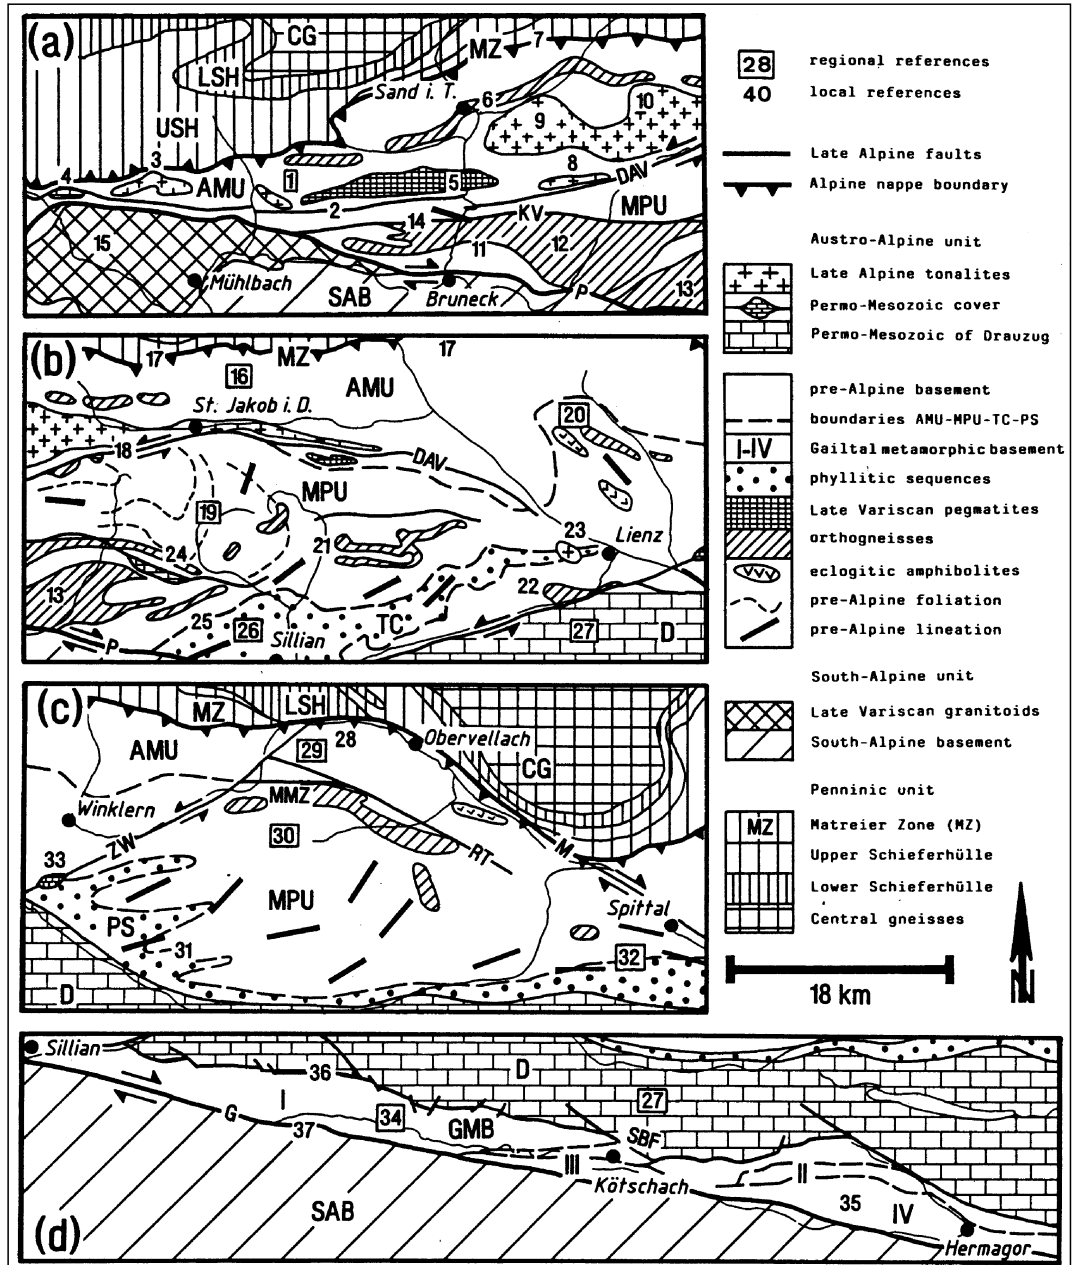 (a)
CG
MZ
7
LSH
Sand i. T.
6
10
9
USH
3
8
4
AMU
1
5
DAV
MPU
2
14
KV
15
11
12
Mühlbach
SAB
Bruneck
P
13
(b)
17
MZ
17
16
AMU
20
St. Jakob i. D.
18
DAV
MPU
19
23
Lienz
21
24
22
13
25
26
TC
27
D
P
Sillian
(c)
MZ
LSH
28
Obervellach
AMU
29
CG
Winklern
MMZ
30
ZW
RT
M
33
MPU
Spittal
PS
31
32
D
Sillian
36
D
I
34
27
G
37
GMB
SBF
III
II
Kötschach
35
IV
SAB
(d)
Hermagor
28 regional references
40 local references
Late Alpine faults
Alpine nappe boundary
Austro-Alpine unit
Late Alpine tonalites
Permo-Mesozoic cover
Permo-Mesozoic of Drauzug
pre-Alpine basement
boundaries AMU-MPU-TC-PS
I-IV Gailtal metamorphic basement
phyllitic sequences
Late Variscan pegmatites
orthogneisses
eclogitic amphibolites
pre-Alpine foliation
pre-Alpine lineation
South-Alpine unit
Late Variscan granitoids
South-Alpine basement
Penninic unit
MZ Matreier Zone (MZ)
Upper Schieferhülle
Lower Schieferhülle
Central gneisses
18 km
N